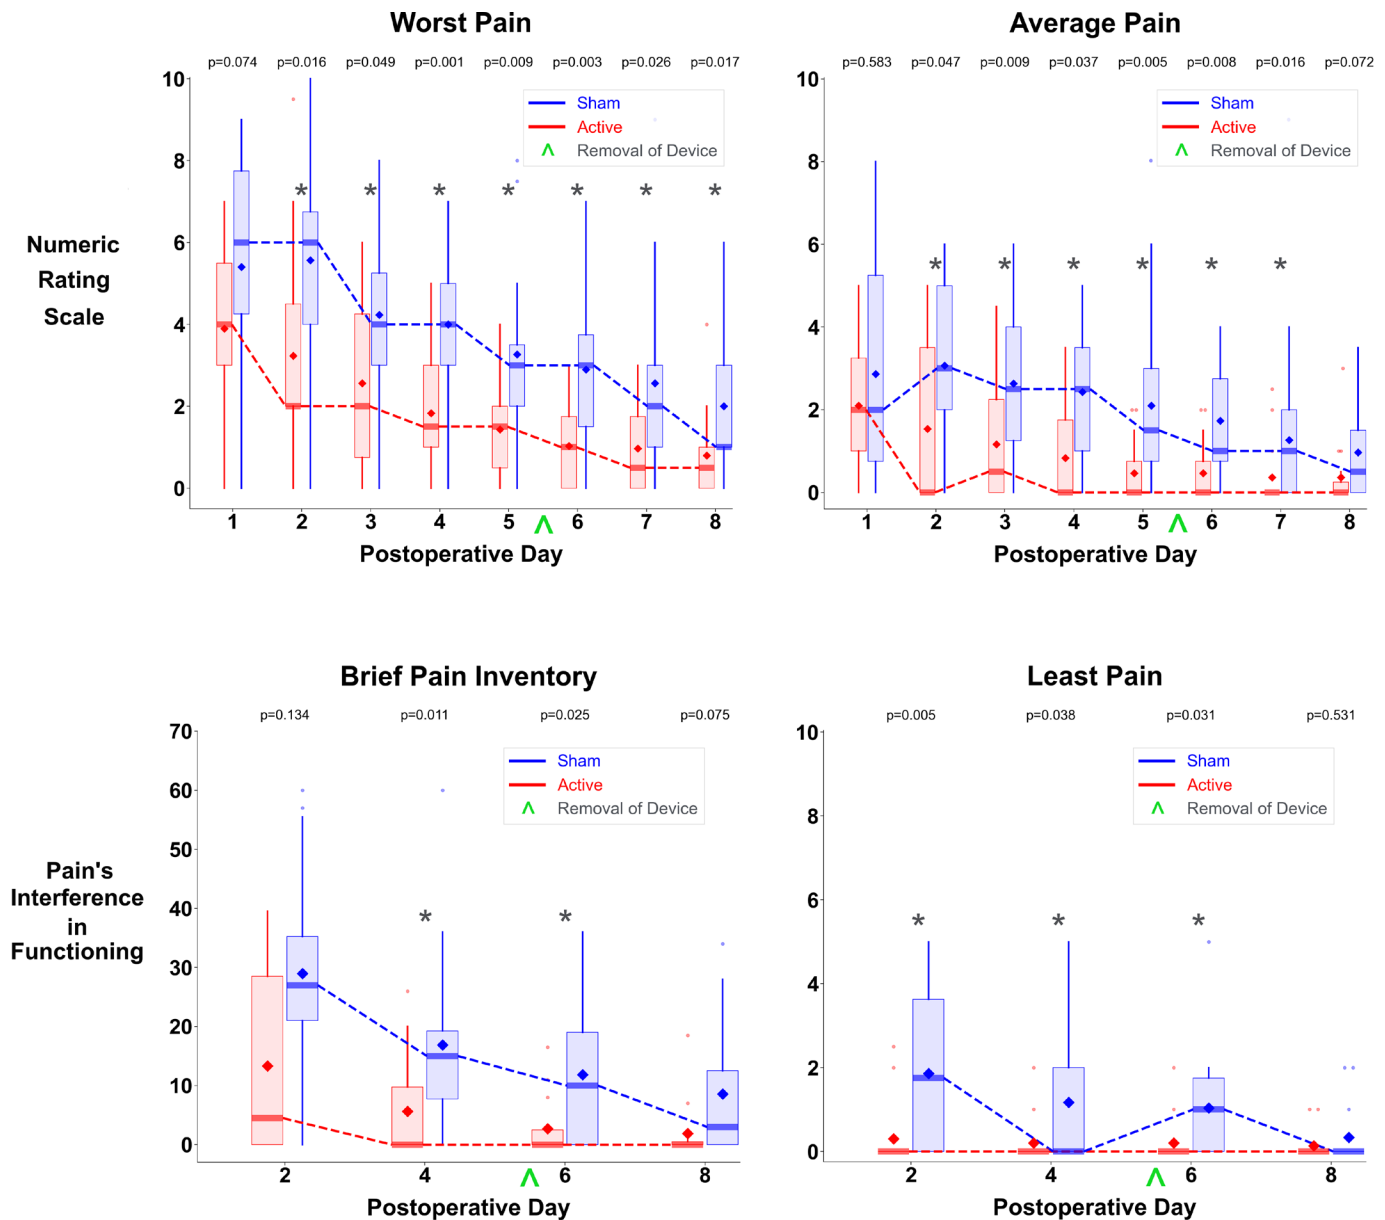 Worst Pain
p=0.074 p=0.016 p=0.049 p=0.001 p=0.009 p=0.003 p=0.026 p=0.017
10
8
6
4
2
0
Sham
Active
^ Removal of Device
* * * * * * *
Numeric
Rating
Scale
1 2 3 4 5 6 7 8
^
Postoperative Day
Average Pain
p=0.583 p=0.047 p=0.009 p=0.037 p=0.005 p=0.008 p=0.016 p=0.072
10
8
6
4
2
0
Sham
Active
^ Removal of Device
* * * * * *
1 2 3 4 5 6 7 8
^
Postoperative Day
Brief Pain Inventory
p=0.134 p=0.011 p=0.025 p=0.075
70
60
50
40
30
20
10
0
Sham
Active
^ Removal of Device
* *
Pain's
Interference
in
Functioning
2 4 6 8
^
Postoperative Day
Least Pain
p=0.005 p=0.038 p=0.031 p=0.531
10
8
6
4
2
0
Sham
Active
^ Removal of Device
* * *
2 4 6 8
^
Postoperative Day